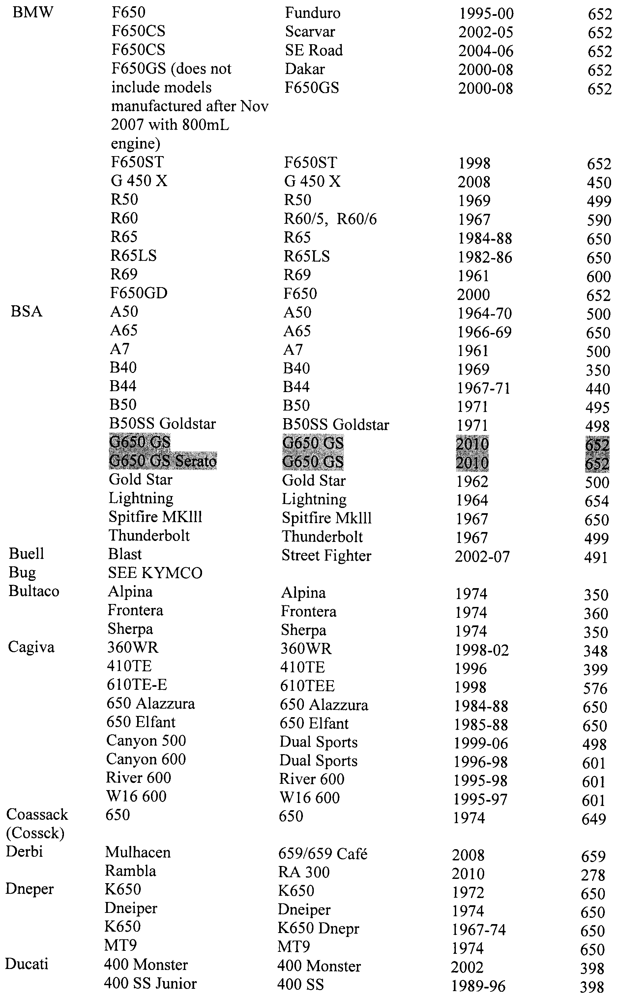 BMW F650 Funduro 1995-00 652
F650CS Scarvar 2002-05 652
F650CS SE Road 2004-06 652
F650GS (does not Dakar 2000-08 652
include models F650GS 2000-08 652
manufactured after Nov
2007 with 800mL
engine)
F650ST F650ST 1998 652
G 450 X G 450 X 2008 450
R50 R50 1969 499
R60 R60/5, R60/6 1967 590
R65 R65 1984-88 650
R65LS R65LS 1982-86 650
R69 R69 1961 600
F650GD F650 2000 652
BSA A50 A50 1964-70 500
A65 A65 1966-69 650
A7 A7 1961 500
B40 B40 1969 350
B44 B44 1967-71 440
B50 B50 1971 495
B50SS Goldstar B50SS Goldstar 1971 498
G650 GS G650 GS 2010 652
G650 GS Serato G650 GS 2010 652
Gold Star Gold Star 1962 500
Lightning Lightning 1964 654
Spitfire MKlll Spitfire Mklll 1967 650
Thunderbolt Thunderbolt 1967 499
Buell Blast Street Fighter 2002-07 491
Bug SEE KYMCO
Bultaco Alpina Alpina 1974 350
Frontera Frontera 1974 360
Sherpa Sherpa 1974 350
Cagiva 360WR 360WR 1998-02 348
410TE 410TE 1996 399
610TE-E 610TEE 1998 576
650 Alazzura 650 Alazzura 1984-88 650
650 Elfant 650 Elfant 1985-88 650
Canyon 500 Dual Sports 1999-06 498
Canyon 600 Dual Sports 1996-98 601
River 600 River 600 1995-98 601
W16 600 W16 600 1995-97 601
Coassack 650 650 1974 649
(Cossck)
Derbi Mulhacen 659/659 Café 2008 659
Rambla RA 300 2010 278
Dneper K650 K650 1972 650
Dneiper Dneiper 1974 650
K650 K650 Dnepr 1967-74 650
MT9 MT9 1974 650
Ducati 400 Monster 400 Monster 2002 398
400 SS Junior 400 SS 1989-96 398